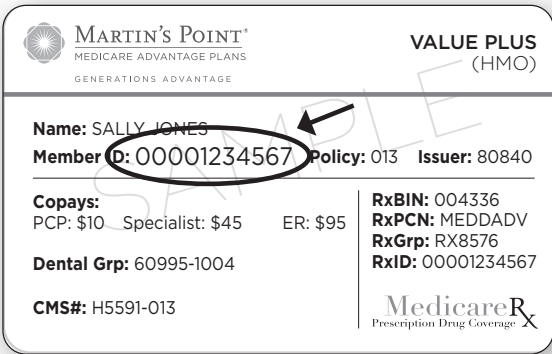 MARTIN'S POINT®
MEDICARE ADVANTAGE PLANS
GENERATIONS ADVANTAGE
VALUE PLUS
(HMO)
Name: SALLY JONES
Member ID: 00001234567 Policy: 013 Issuer: 80840
SAMPLE
Copays:
PCP: $10 Specialist: $45 ER: $95
Dental Grp: 60995-1004
CMS#: H5591-013
RxBIN: 004336
RxPCN: MEDDADV
RxGrp: RX8576
RxID: 00001234567
MedicareRx
Prescription Drug Coverage